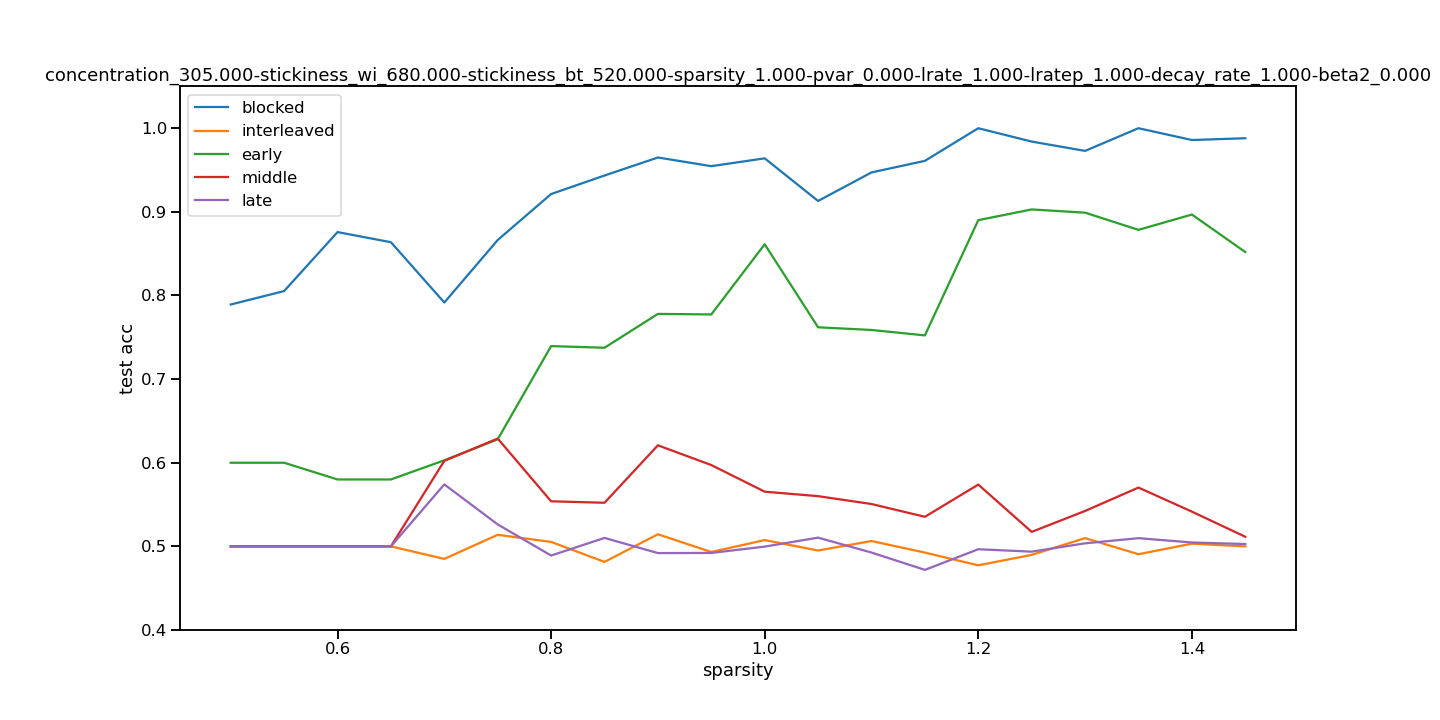 concentration_305.000-stickiness_wi_680.000-stickiness_bt_520.000-sparsity_1.000-pvar_0.000-lrate_1.000-lratep_1.000-decay_rate_1.000-beta2_0.000
blocked
interleaved
early
middle
late
1.0
0.9
0.8
0.7
0.6
0.5
0.4
test acc
0.6 0.8 1.0 1.2 1.4
sparsity